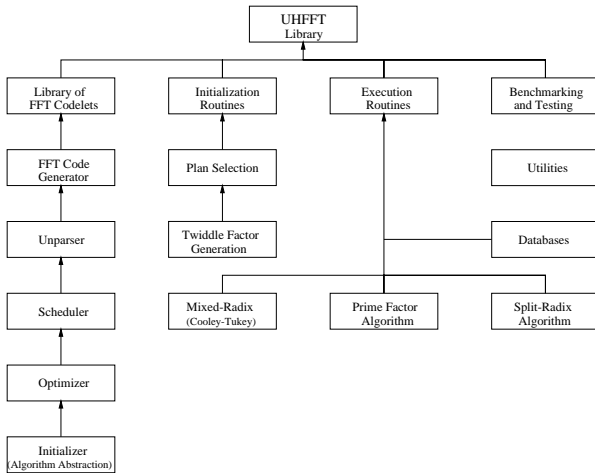 UHFFT
Library
Library of
FFT Codelets
Initialization
Routines
Execution
Routines
Benchmarking
and Testing
FFT Code
Generator
Plan Selection
Utilities
Unparser
Twiddle Factor
Generation
Databases
Scheduler
Mixed-Radix
(Cooley-Tukey)
Prime Factor
Algorithm
Split-Radix
Algorithm
Optimizer
Initializer
(Algorithm Abstraction)